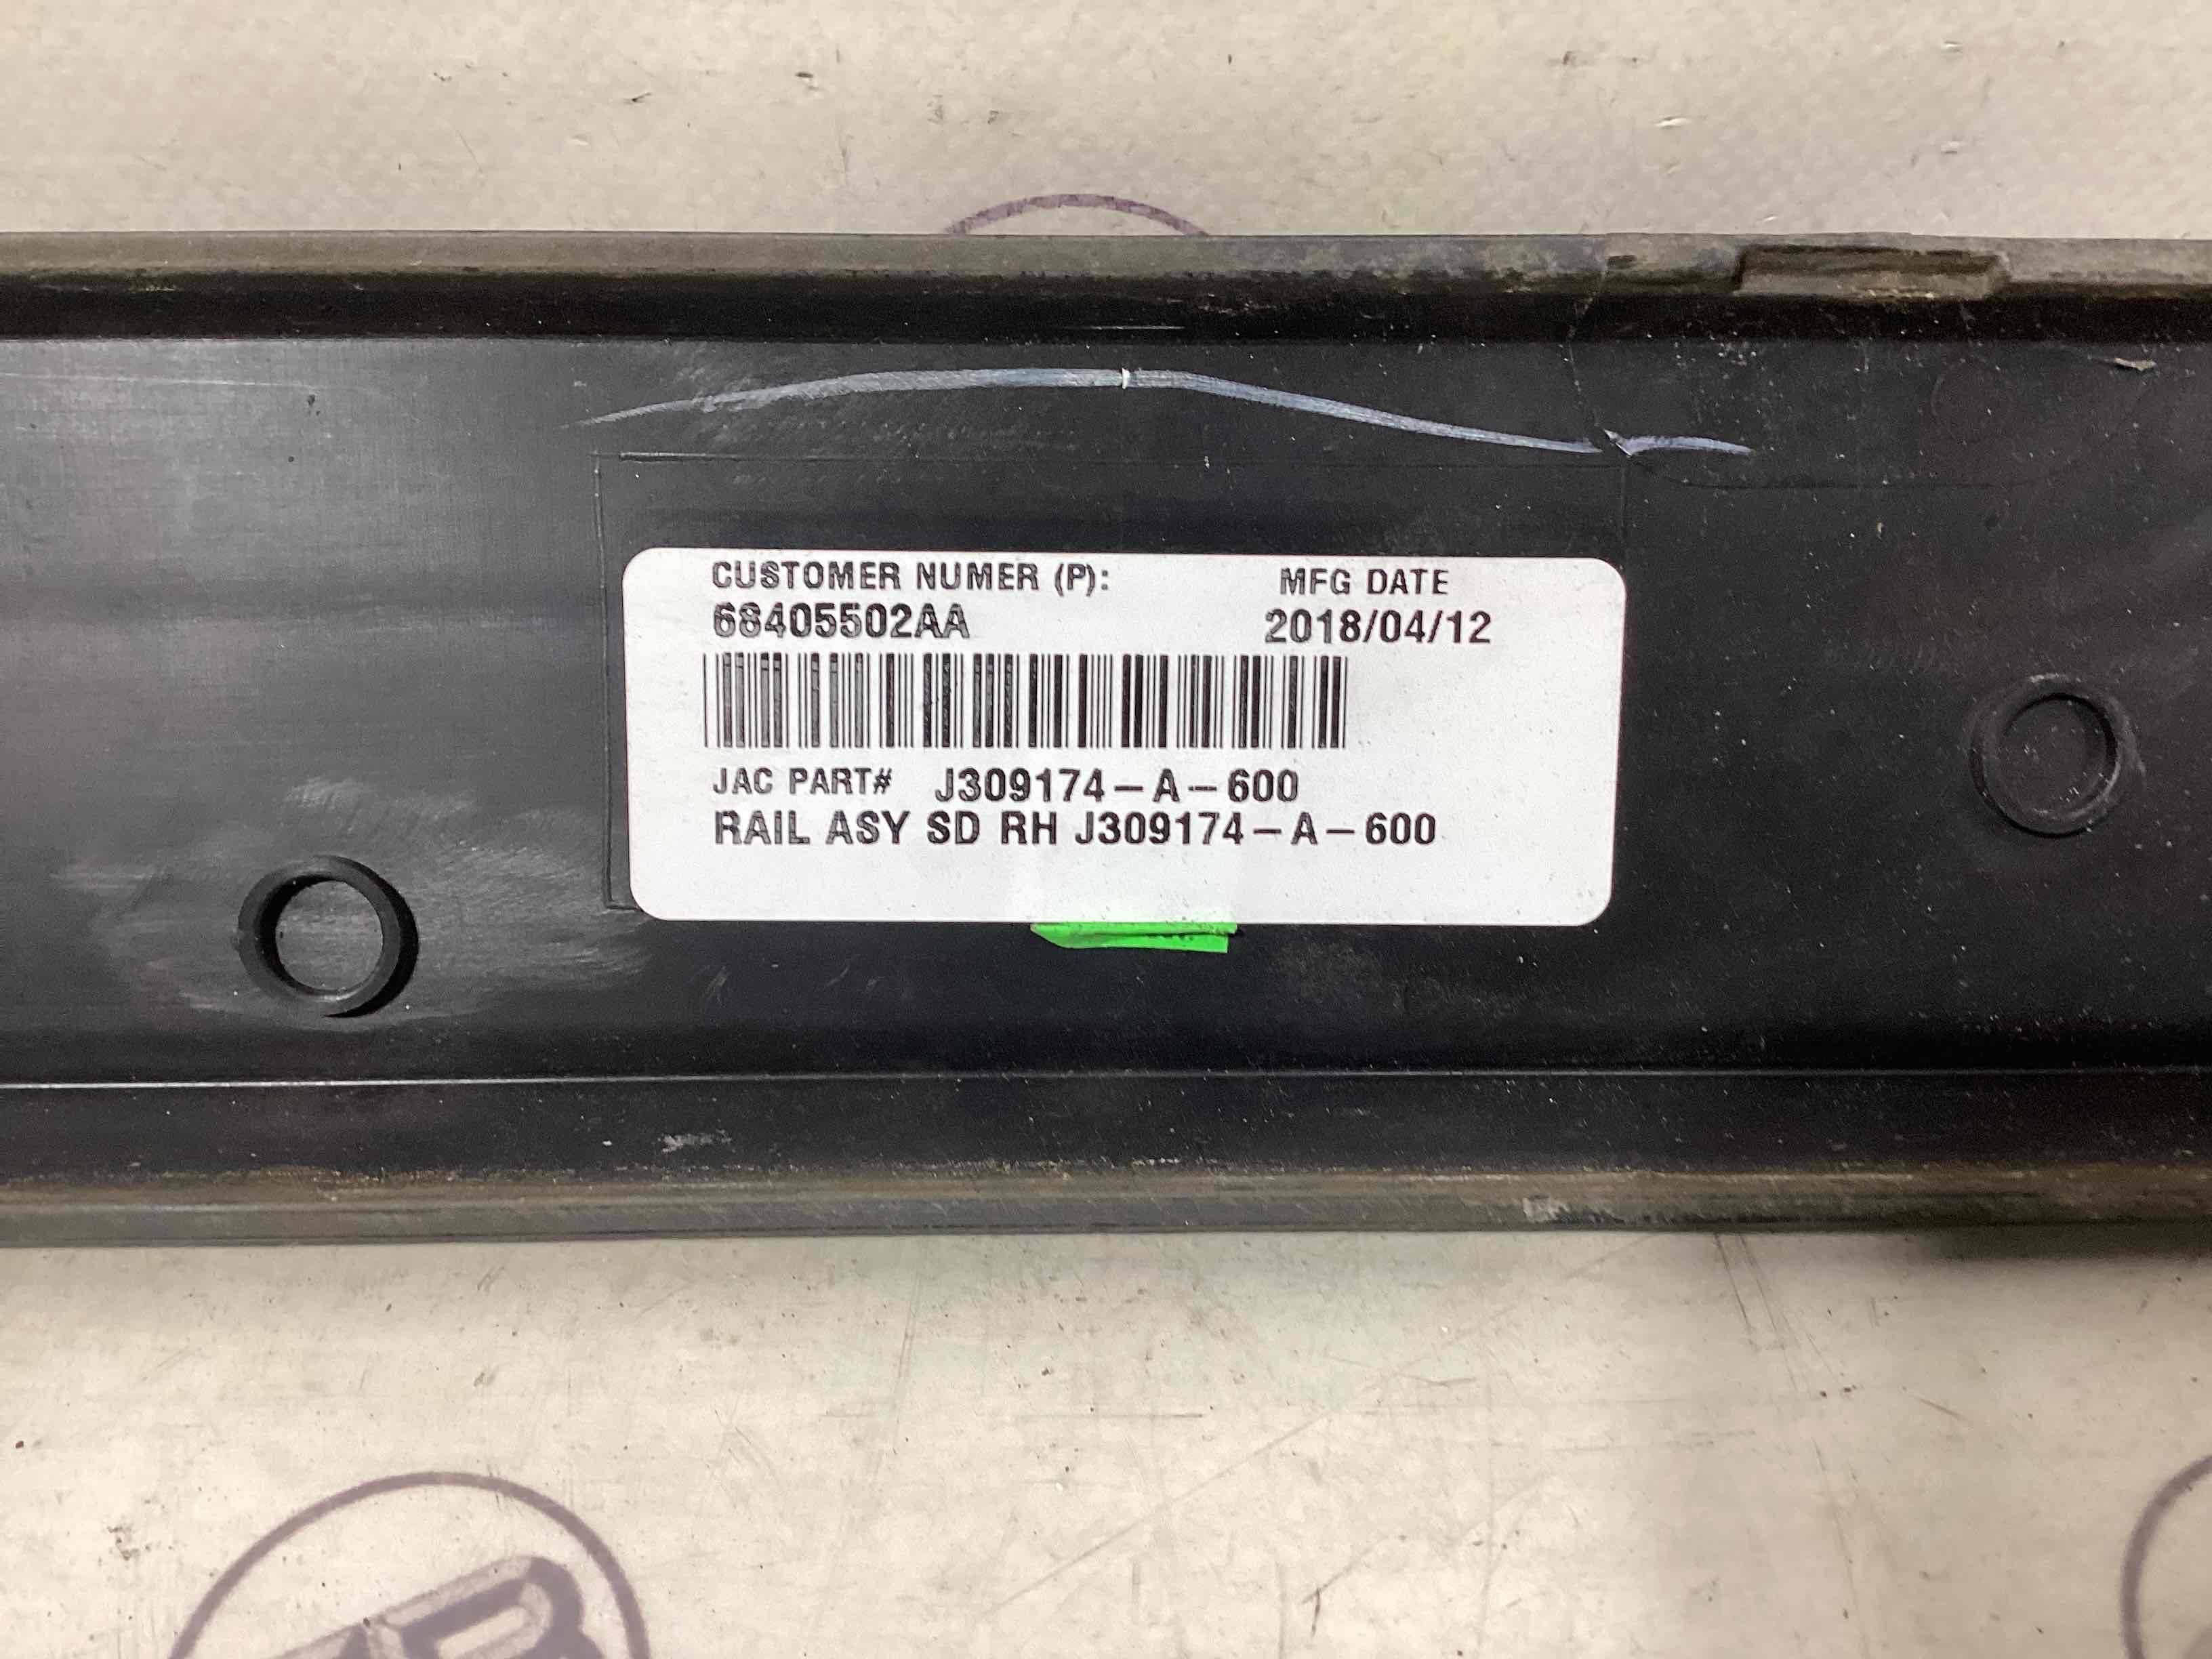 CUSTOMER NUMER (P):
68405502AA
MFG DATE
2018/04/12
JAC PART# J309174-A-600
RAIL ASY SD RH J309174-A-600